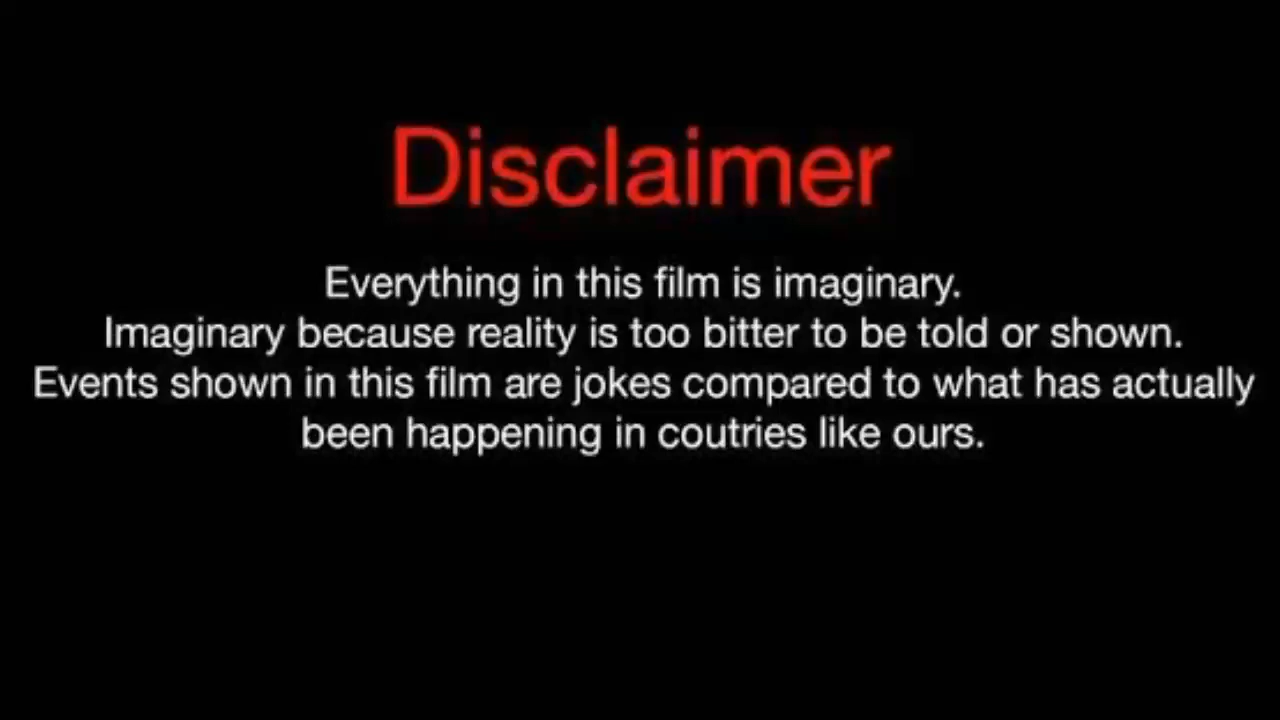 Disclaimer
Everything in this film is imaginary.
Imaginary because reality is too bitter to be told or shown.
Events shown in this film are jokes compared to what has actually
been happening in coutries like ours.